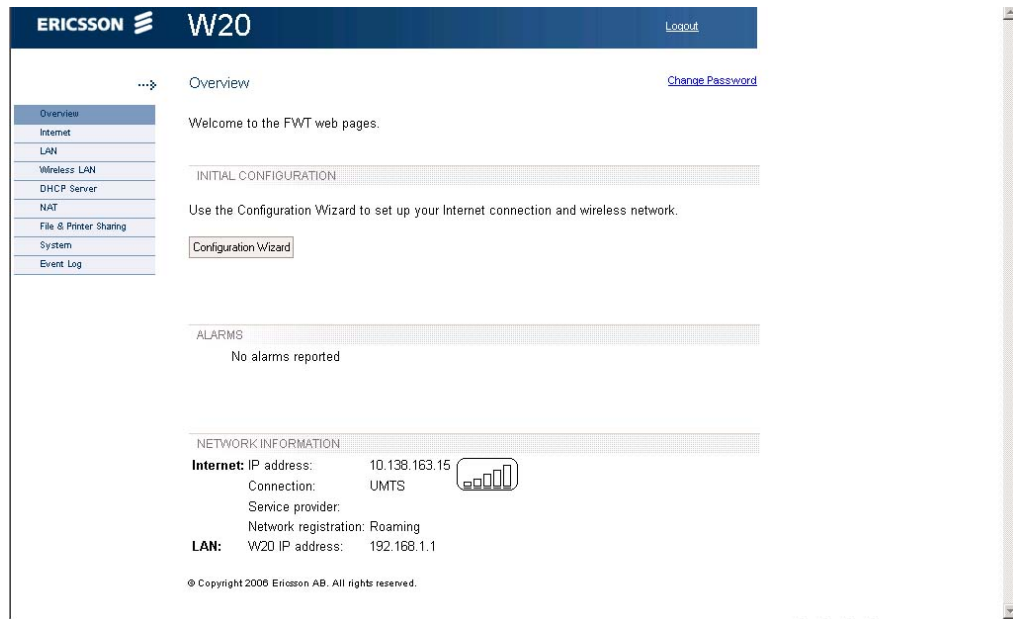 ERICSSON W20 Logout
Overview Change Password
Overview
Internet
LAN
Wireless LAN
DHCP Server
NAT
File & Printer Sharing
System
Event Log
Welcome to the FWT web pages.
INITIAL CONFIGURATION
Use the Configuration Wizard to set up your Internet connection and wireless network.
Configuration Wizard
ALARMS
No alarms reported
NETWORK INFORMATION
Internet: IP address: 10.138.163.15
Connection: UMTS
Service provider:
Network registration: Roaming
LAN: W20 IP address: 192.168.1.1
© Copyright 2006 Ericsson AB. All rights reserved.